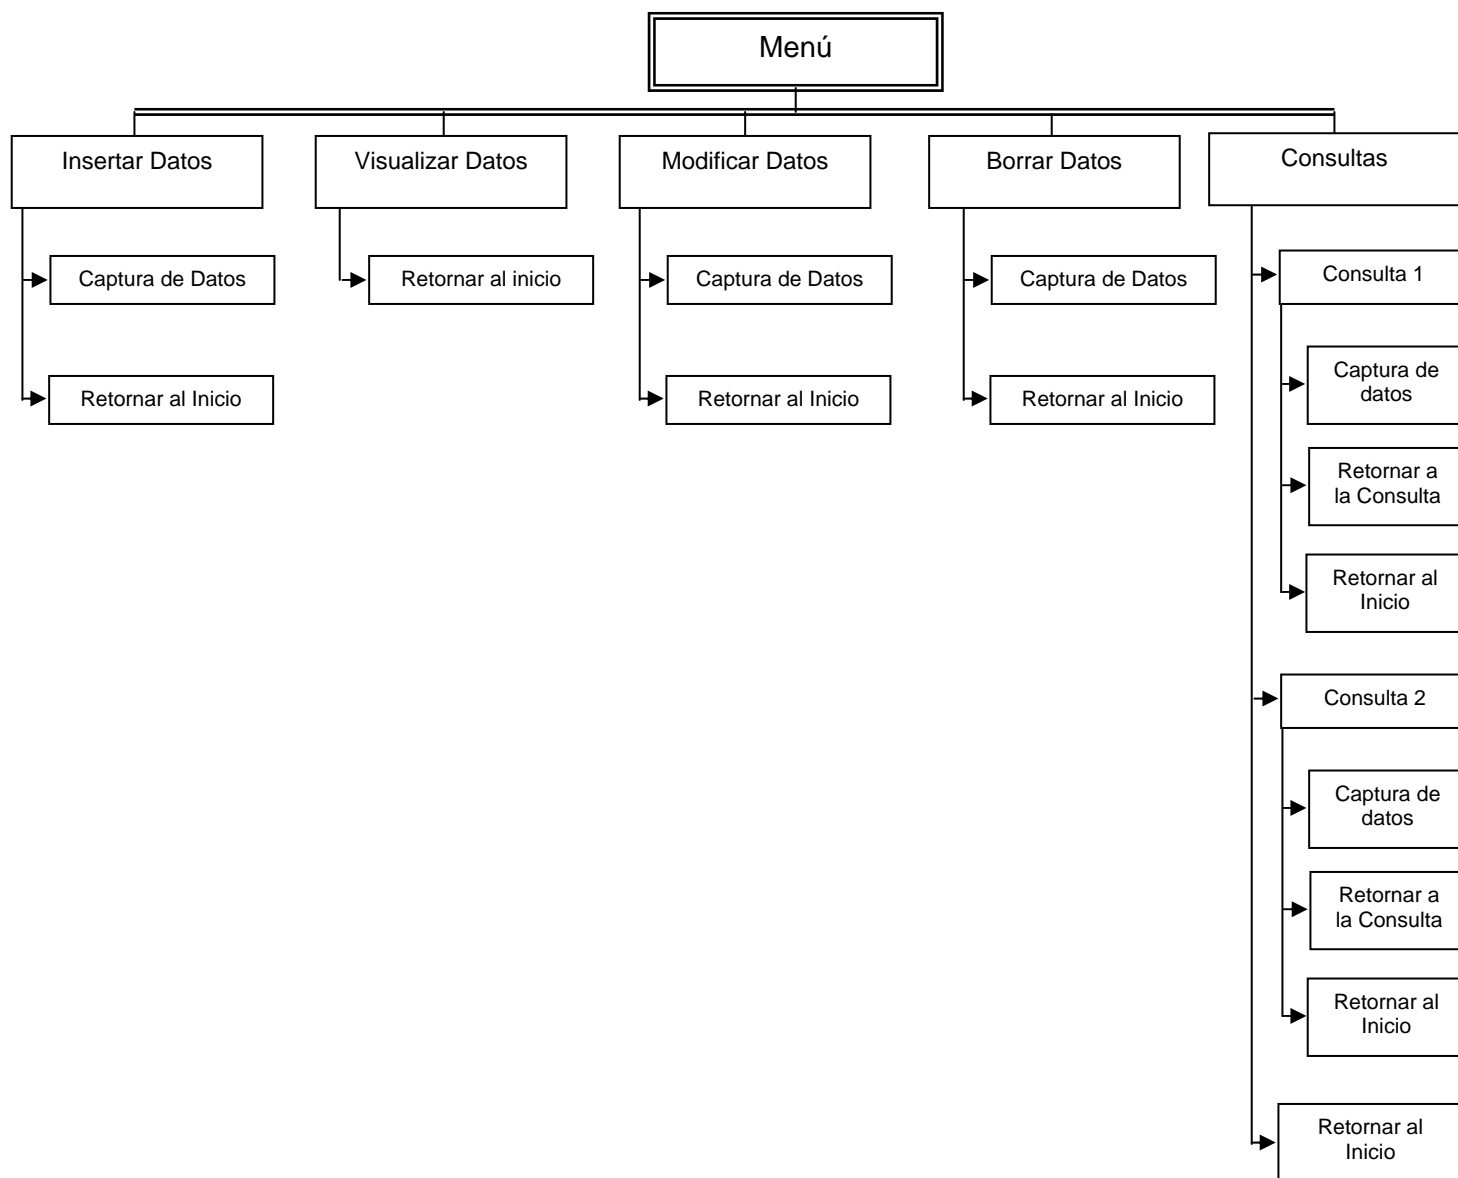 Menú
Insertar Datos
Visualizar Datos
Modificar Datos
Borrar Datos
Consultas
Captura de Datos
Retornar al Inicio
Retornar al inicio
Captura de Datos
Retornar al Inicio
Captura de Datos
Retornar al Inicio
Consulta 1
Captura de
datos
Retornar a
la Consulta
Retornar al
Inicio
Consulta 2
Captura de
datos
Retornar a
la Consulta
Retornar al
Inicio
Retornar al
Inicio